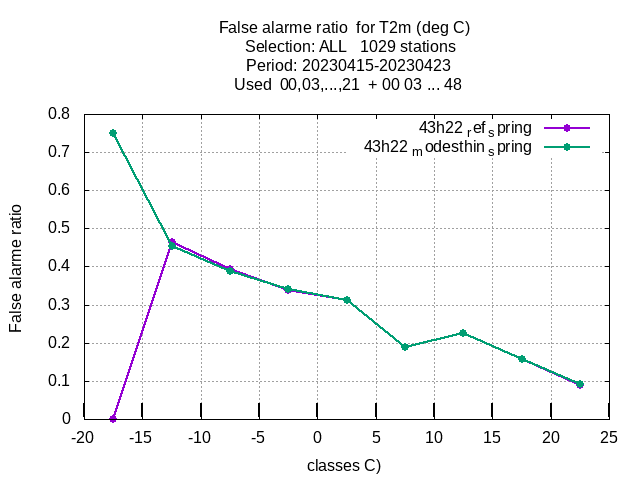 False alarme ratio  for T2m (deg C)
Selection: ALL   1029 stations
Period: 20230415-20230423
Used  00,03,...,21  + 00 03 ... 48
43h22 ref spring
43h22 modesthin spring
0.8
0.7
0.6
0.5
0.4
0.3
0.2
0.1
0
False alarme ratio
-20 -15 -10 -5 0 5 10 15 20 25
classes C)